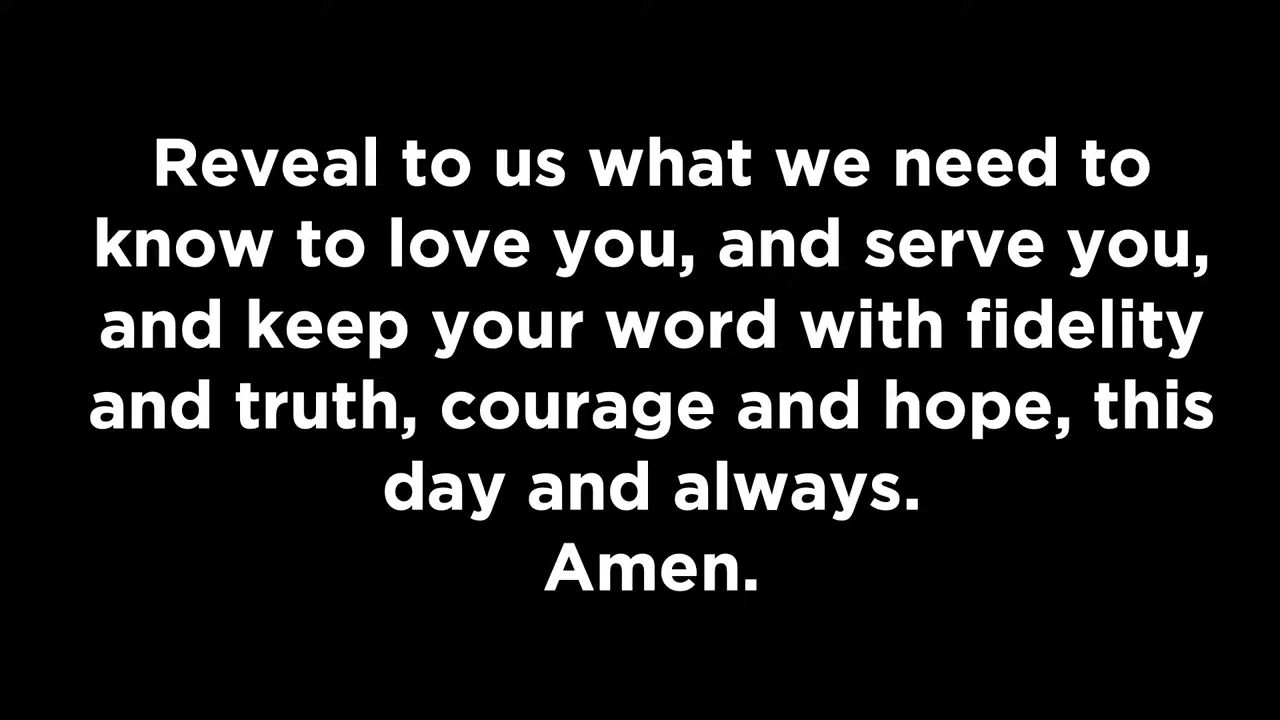 Reveal to us what we need to
know to love you, and serve you,
and keep your word with fidelity
and truth, courage and hope, this
day and always.
Amen.